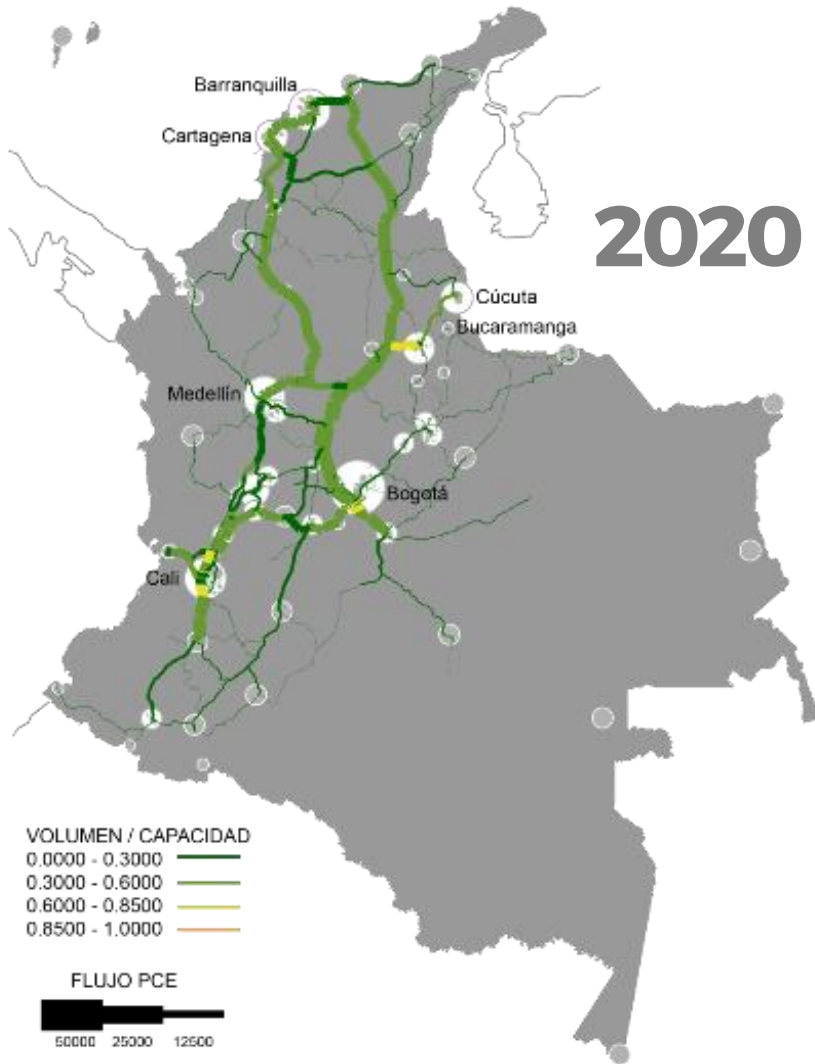 Barranquilla
Cartagena
2020
Cúcuta
Bucaramanga
Medellín
Bogotá
Cali
VOLUMEN / CAPACIDAD
0.0000 - 0.3000
0.3000 - 0.6000
0.6000 - 0.8500
0.8500 - 1.0000
FLUJO PCE
50000 25000 12500